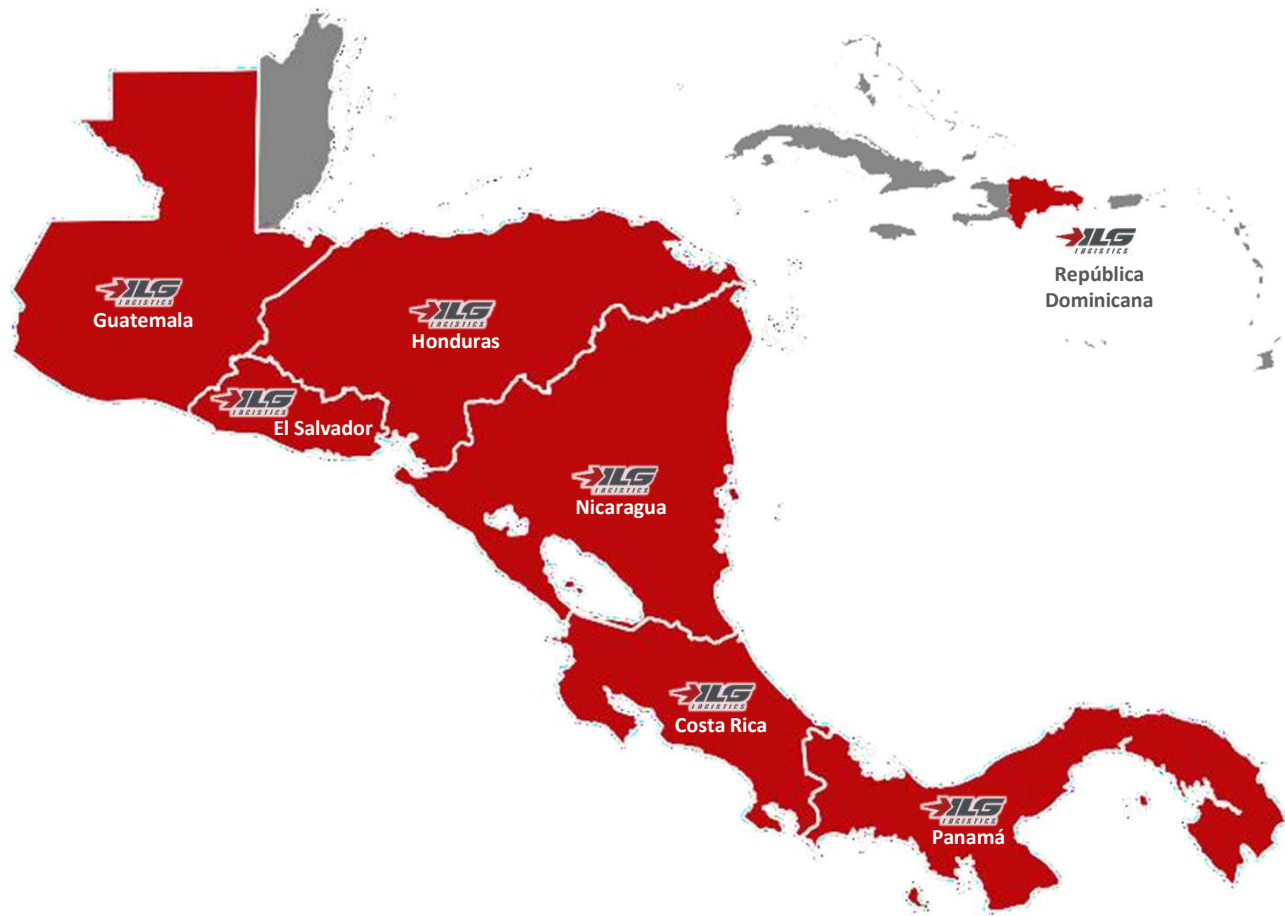 ILG
LOGISTICS
República
Dominicana
ILG
LOGISTICS
Guatemala
ILG
LOGISTICS
Honduras
ILG
LOGISTICS
El Salvador
ILG
LOGISTICS
Nicaragua
ILG
LOGISTICS
Costa Rica
ILG
LOGISTICS
Panamá